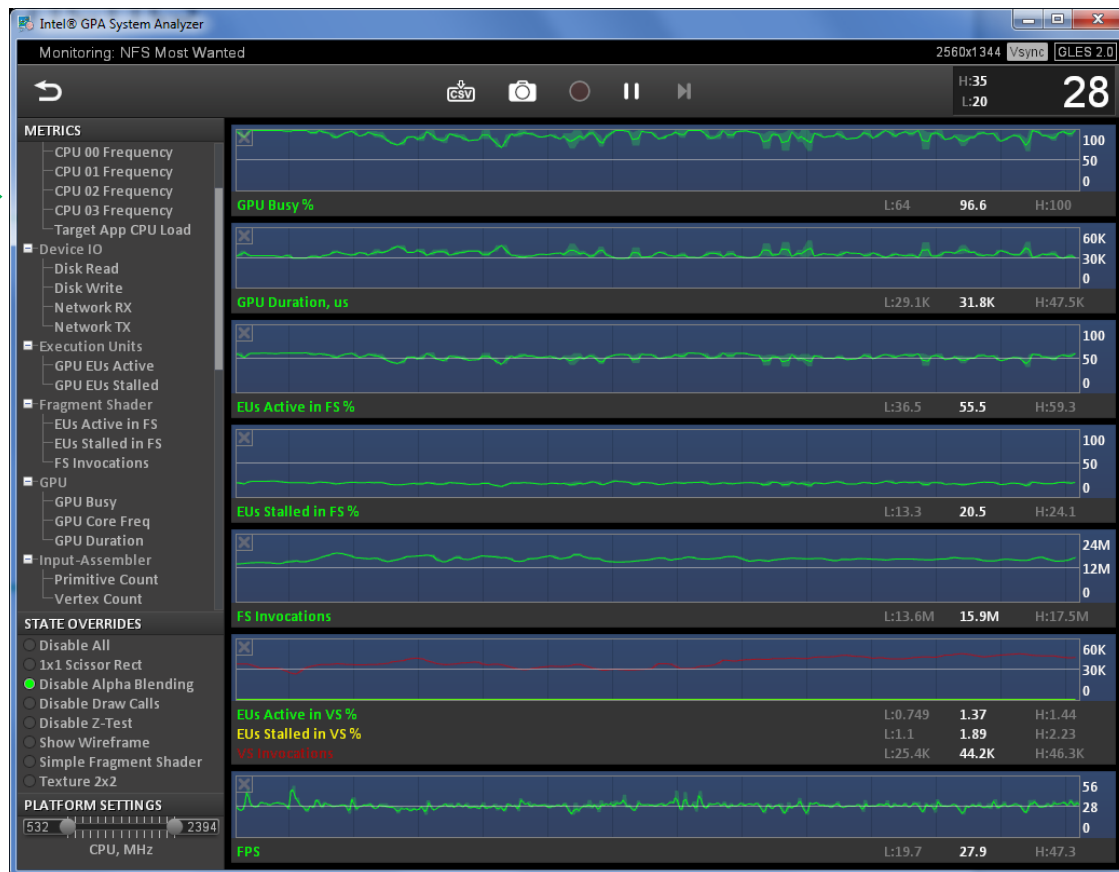 Intel® GPA System Analyzer
Monitoring: NFS Most Wanted
2560x1344 Vsync GLES 2.0
CSV
H:35
L:20
28
METRICS
CPU 00 Frequency
CPU 01 Frequency
CPU 02 Frequency
CPU 03 Frequency
Target App CPU Load
Device IO
Disk Read
Disk Write
Network RX
Network TX
Execution Units
GPU EUs Active
GPU EUs Stalled
Fragment Shader
EUs Active in FS
EUs Stalled in FS
FS Invocations
GPU
GPU Busy
GPU Core Freq
GPU Duration
Input-Assembler
Primitive Count
Vertex Count
STATE OVERRIDES
Disable All
1x1 Scissor Rect
Disable Alpha Blending
Disable Draw Calls
Disable Z-Test
Show Wireframe
Simple Fragment Shader
Texture 2x2
PLATFORM SETTINGS
532 2394
CPU, MHz
100
50
0
GPU Busy % L:64 96.6 H:100
60K
30K
0
GPU Duration, us L:29.1K 31.8K H:47.5K
100
50
0
EUs Active in FS % L:36.5 55.5 H:59.3
100
50
0
EUs Stalled in FS % L:13.3 20.5 H:24.1
24M
12M
0
FS Invocations L:13.6M 15.9M H:17.5M
60K
30K
0
EUs Active in VS % L:0.749 1.37 H:1.44
EUs Stalled in VS % L:1.1 1.89 H:2.23
VS Invocations L:25.4K 44.2K H:46.3K
56
28
0
FPS L:19.7 27.9 H:47.3